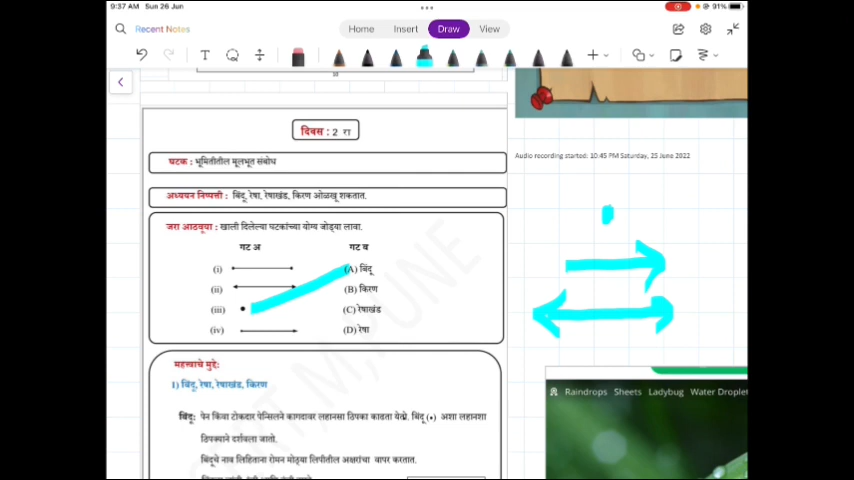 9:37 AM Sun 26 Jun
91%
Recent Notes
Home Insert Draw View
दिवस : 2 रा
घटक : भूमितीतील मूलभूत संबोध
Audio recording started: 10:45 PM Saturday, 25 June 2022
अध्ययन निष्पत्ती : बिंदू, रेषा, रेषाखंड, किरण ओळखू शकतात.
जरा आठवूया : खाली दिलेल्या घटकांच्या योग्य जोड्या लावा.
गट अ गट ब
(i) (A) बिंदू
(ii) (B) किरण
(iii) (C) रेषाखंड
(iv) (D) रेषा
महत्त्वाचे मुद्दे:
1) बिंदू, रेषा, रेषाखंड, किरण
Raindrops Sheets Ladybug Water Droplet
बिंदू: पेन किंवा टोकदार पेन्सिलने कागदावर लहानसा ठिपका काढता येतो. बिंदू (•) अशा लहानशा
ठिपक्याने दर्शवला जातो.
बिंदूचे नाव लिहिताना रोमन मोठ्या लिपीतील अक्षरांचा वापर करतात.